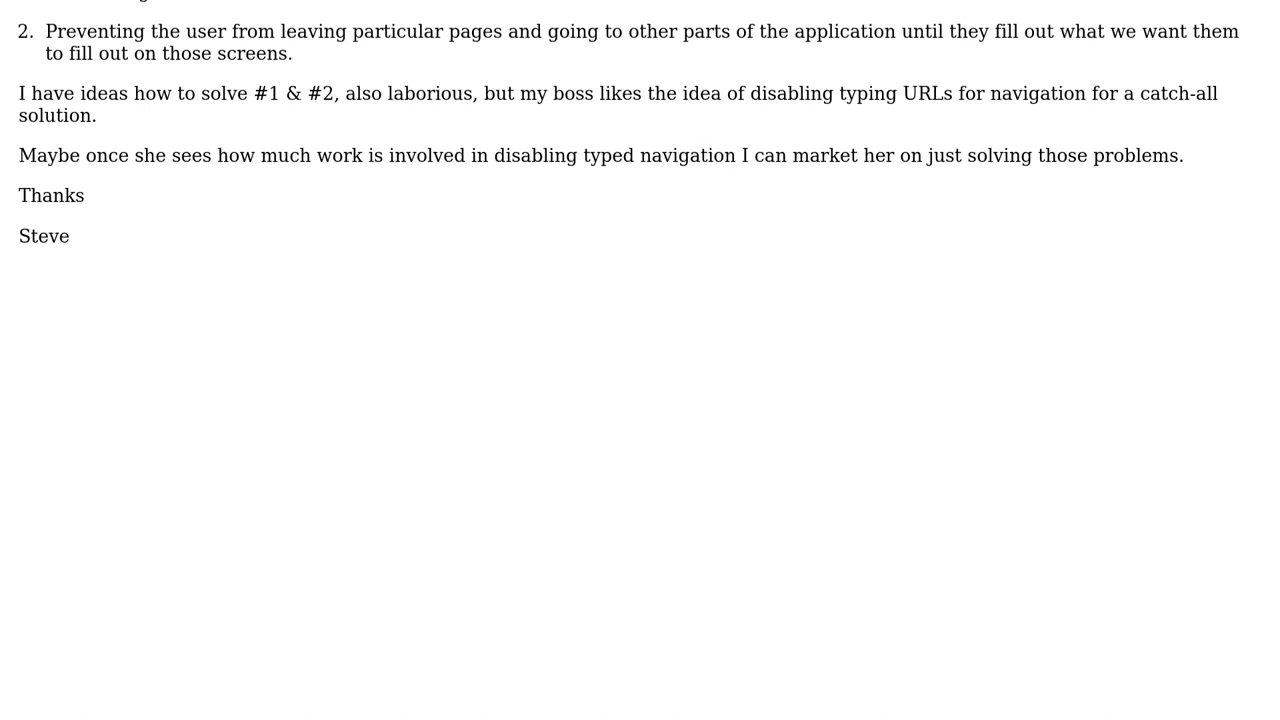 2. Preventing the user from leaving particular pages and going to other parts of the application until they fill out what we want them
to fill out on those screens.
I have ideas how to solve #1 & #2, also laborious, but my boss likes the idea of disabling typing URLs for navigation for a catch-all
solution.
Maybe once she sees how much work is involved in disabling typed navigation I can market her on just solving those problems.
Thanks
Steve